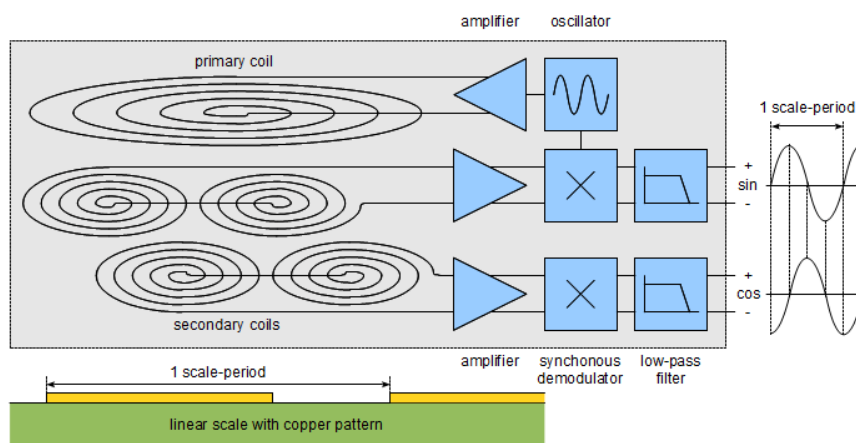 amplifier oscillator
primary coil
1 scale-period
+
sin
-
+
cos
-
secondary coils
amplifier synchonous low-pass
demodulator filter
1 scale-period
linear scale with copper pattern